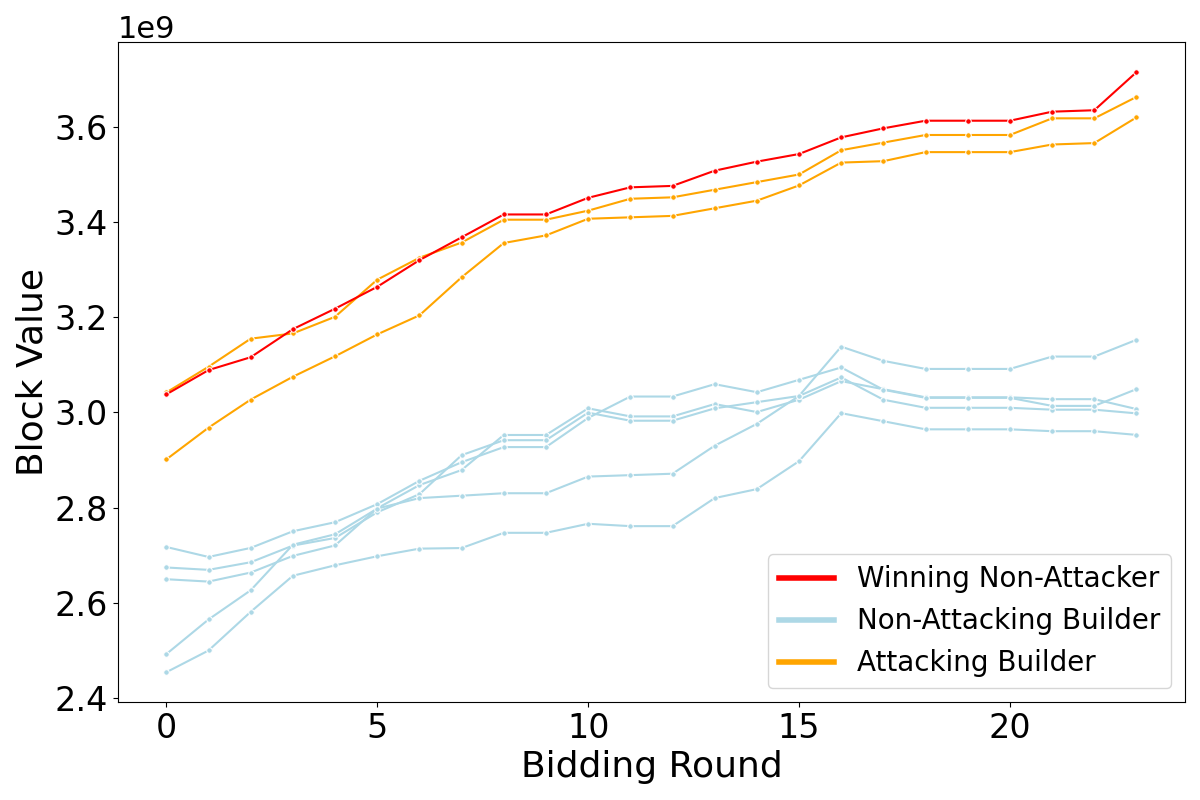 1e9
3.6
3.4
3.2
3.0
2.8
2.6
2.4
Block Value
0 5 10 15 20
Bidding Round
Winning Non-Attacker
Non-Attacking Builder
Attacking Builder